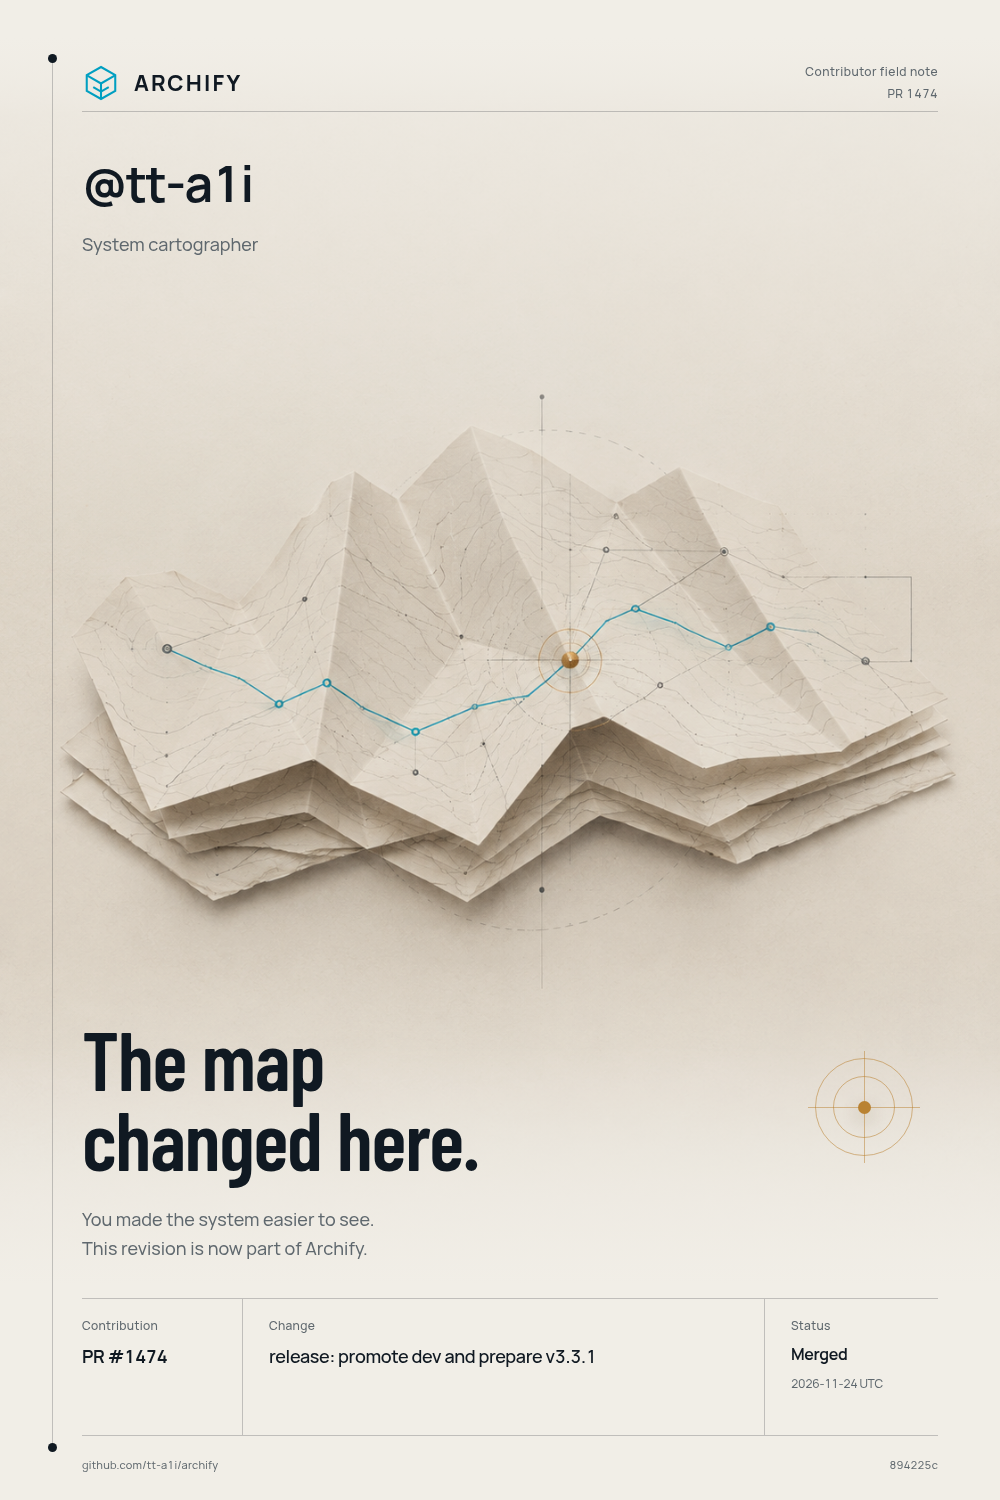 ARCHIFY
Contributor field note
PR 1474
@tt-a1i
System cartographer
The map
changed here.
You made the system easier to see.
This revision is now part of Archify.
Contribution
PR #1474
Change
release: promote dev and prepare v3.3.1
Status
Merged
2026-11-24 UTC
github.com/tt-a1i/archify
894225c